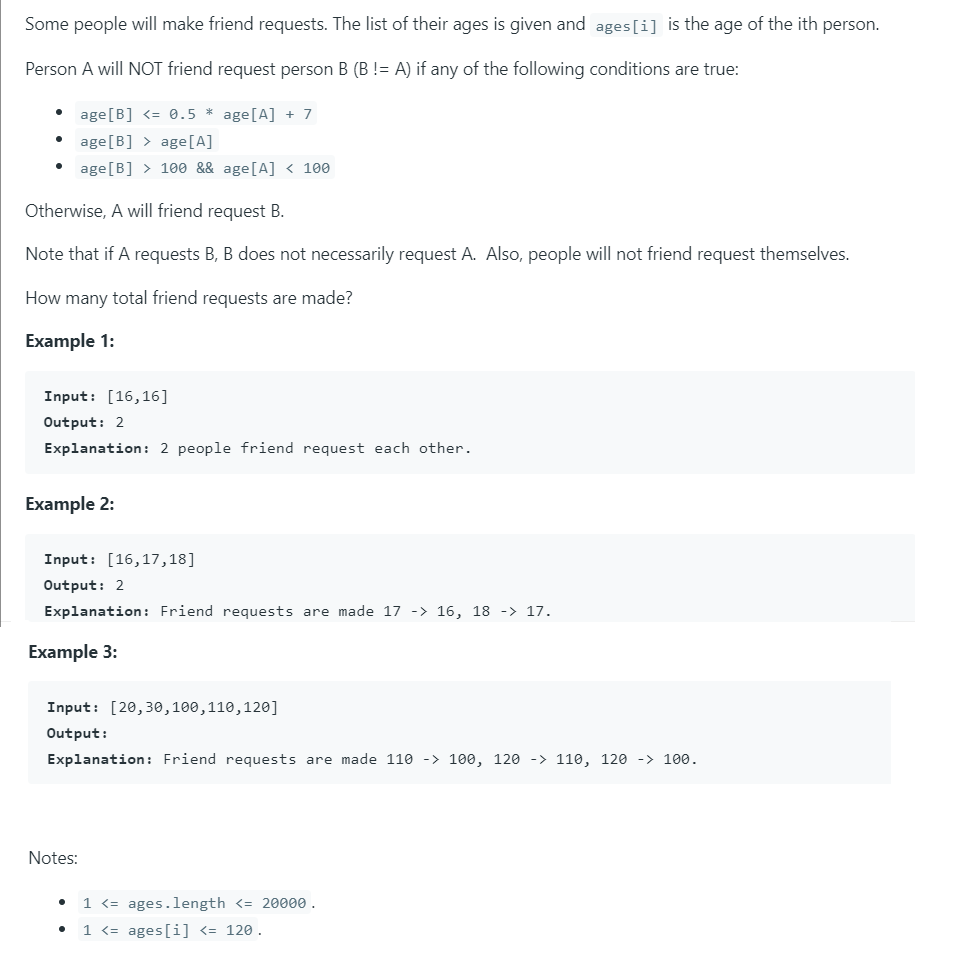 Some people will make friend requests. The list of their ages is given and ages[i] is the age of the ith person.
Person A will NOT friend request person B (B != A) if any of the following conditions are true:
• age[B] <= 0.5 * age[A] + 7
• age[B] > age[A]
• age[B] > 100 && age[A] < 100
Otherwise, A will friend request B.
Note that if A requests B, B does not necessarily request A. Also, people will not friend request themselves.
How many total friend requests are made?
Example 1:
Input: [16,16]
Output: 2
Explanation: 2 people friend request each other.
Example 2:
Input: [16,17,18]
Output: 2
Explanation: Friend requests are made 17 -> 16, 18 -> 17.
Example 3:
Input: [20,30,100,110,120]
Output:
Explanation: Friend requests are made 110 -> 100, 120 -> 110, 120 -> 100.
Notes:
• 1 <= ages.length <= 20000.
• 1 <= ages[i] <= 120.